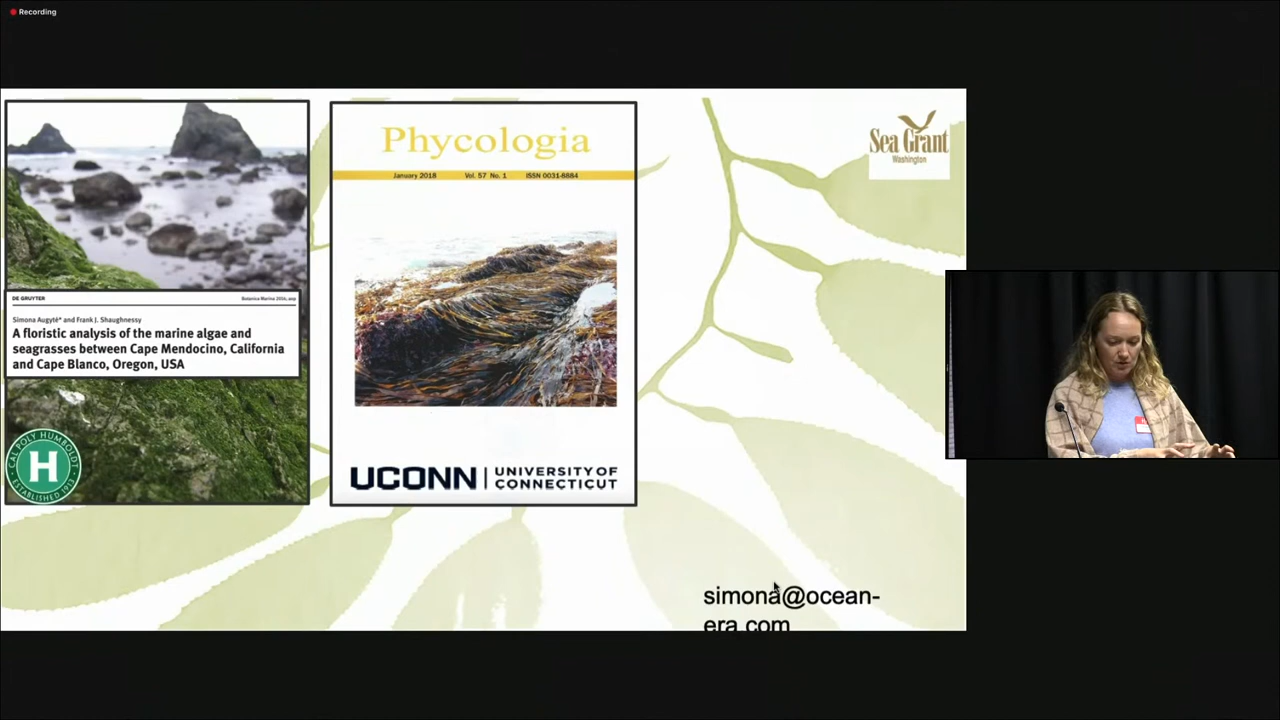 Recording
DE GRUYTER
Botanica Marina 2014; aop
Simona Augytė* and Frank J. Shaughnessy
A floristic analysis of the marine algae and
seagrasses between Cape Mendocino, California
and Cape Blanco, Oregon, USA
CAL POLY HUMBOLDT
H
ESTABLISHED 1913
Phycologia
January 2018 Vol. 57 No. 1 ISSN 0031-8884
UCONN | UNIVERSITY OF
CONNECTICUT
Sea Grant
Washington
simona@ocean-
era.com